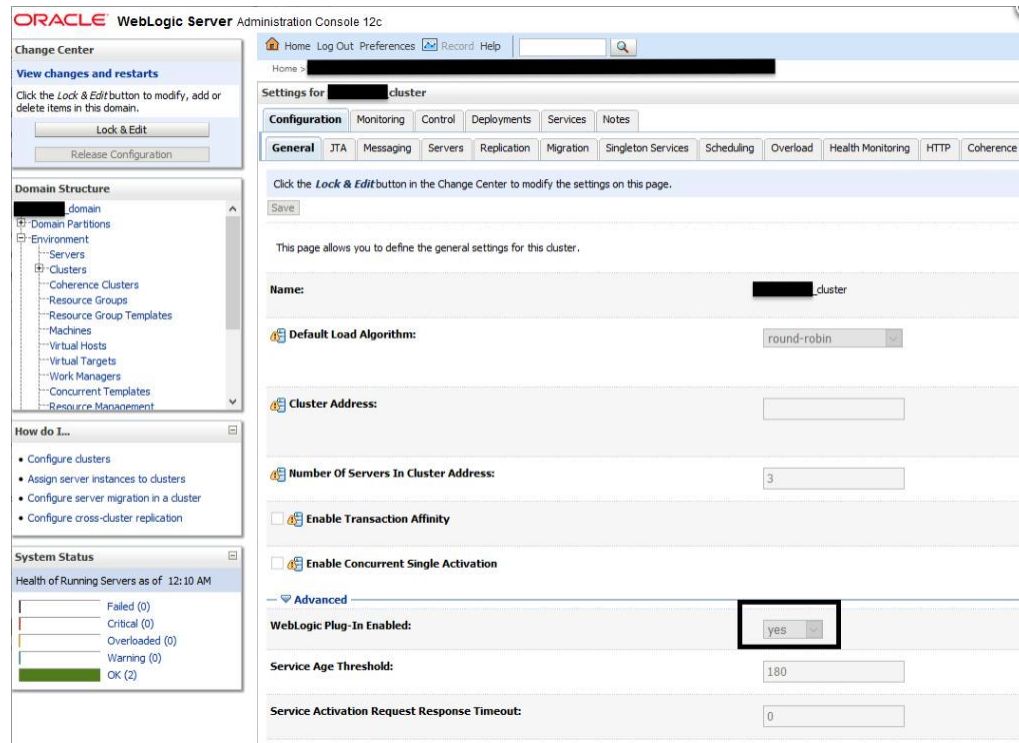 ORACLE WebLogic Server Administration Console 12c
Change Center
View changes and restarts
Click the Lock & Edit button to modify, add or
delete items in this domain.
Lock & Edit
Release Configuration
Domain Structure
_domain
Domain Partitions
Environment
Servers
Clusters
Coherence Clusters
Resource Groups
Resource Group Templates
Machines
Virtual Hosts
Virtual Targets
Work Managers
Concurrent Templates
Resource Management
How do I...
Configure clusters
Assign server instances to clusters
Configure server migration in a cluster
Configure cross-cluster replication
System Status
Health of Running Servers as of 12:10 AM
Failed (0)
Critical (0)
Overloaded (0)
Warning (0)
OK (2)
Home Log Out Preferences Record Help
Home >
Settings for cluster
Configuration Monitoring Control Deployments Services Notes
General JTA Messaging Servers Replication Migration Singleton Services Scheduling Overload Health Monitoring HTTP Coherence
Click the Lock & Edit button in the Change Center to modify the settings on this page.
Save
This page allows you to define the general settings for this cluster.
Name: _cluster
Default Load Algorithm: round-robin
Cluster Address:
Number Of Servers In Cluster Address: 3
Enable Transaction Affinity
Enable Concurrent Single Activation
Advanced
WebLogic Plug-In Enabled: yes
Service Age Threshold: 180
Service Activation Request Response Timeout: 0